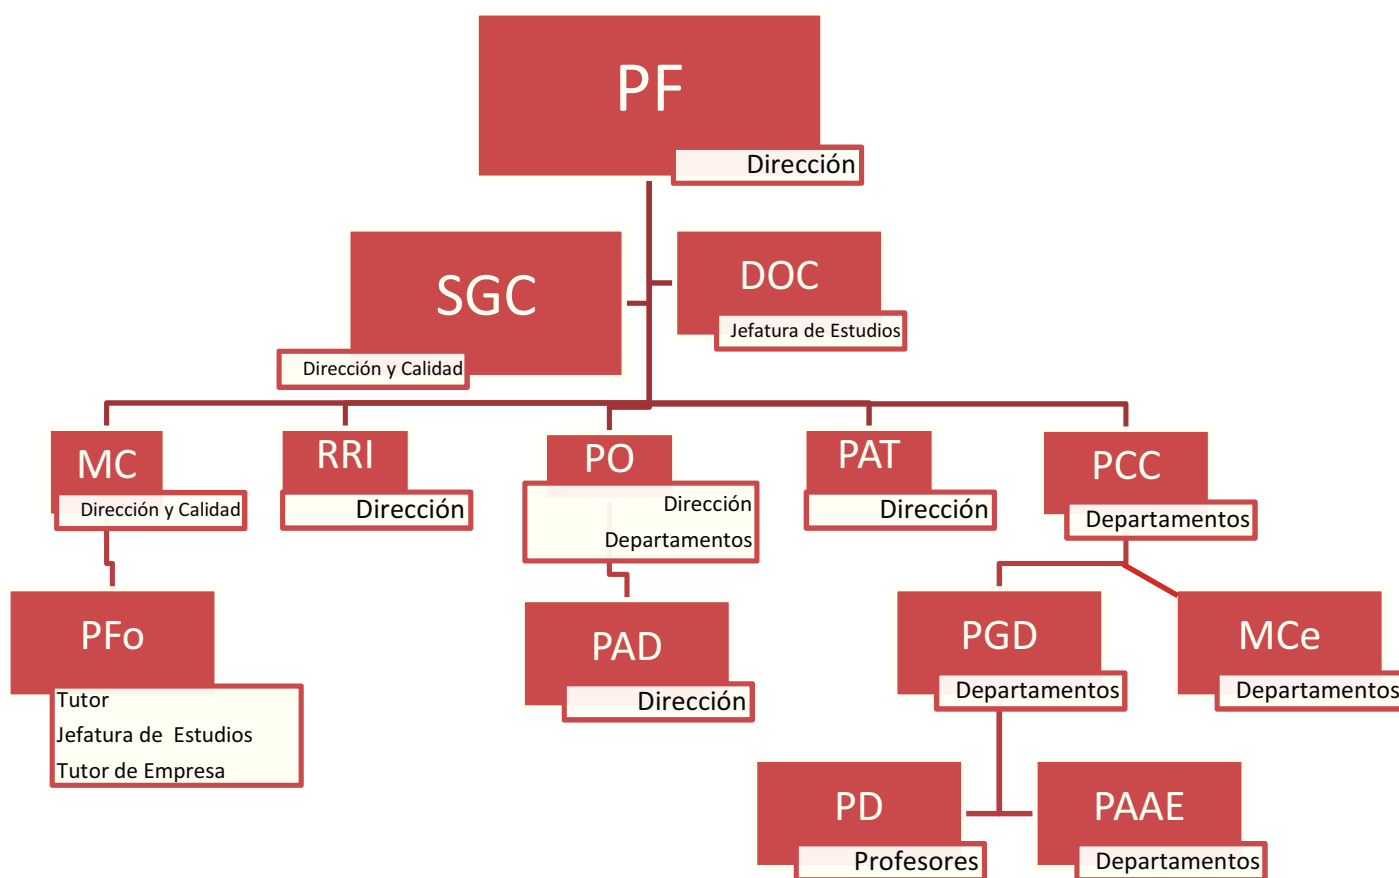 PF
Dirección
SGC
Dirección y Calidad
DOC
Jefatura de Estudios
MC
Dirección y Calidad
RRI
Dirección
PO
Dirección
Departamentos
PAT
Dirección
PCC
Departamentos
PFo
Tutor
Jefatura de Estudios
Tutor de Empresa
PAD
Dirección
PGD
Departamentos
MCe
Departamentos
PD
Profesores
PAAE
Departamentos